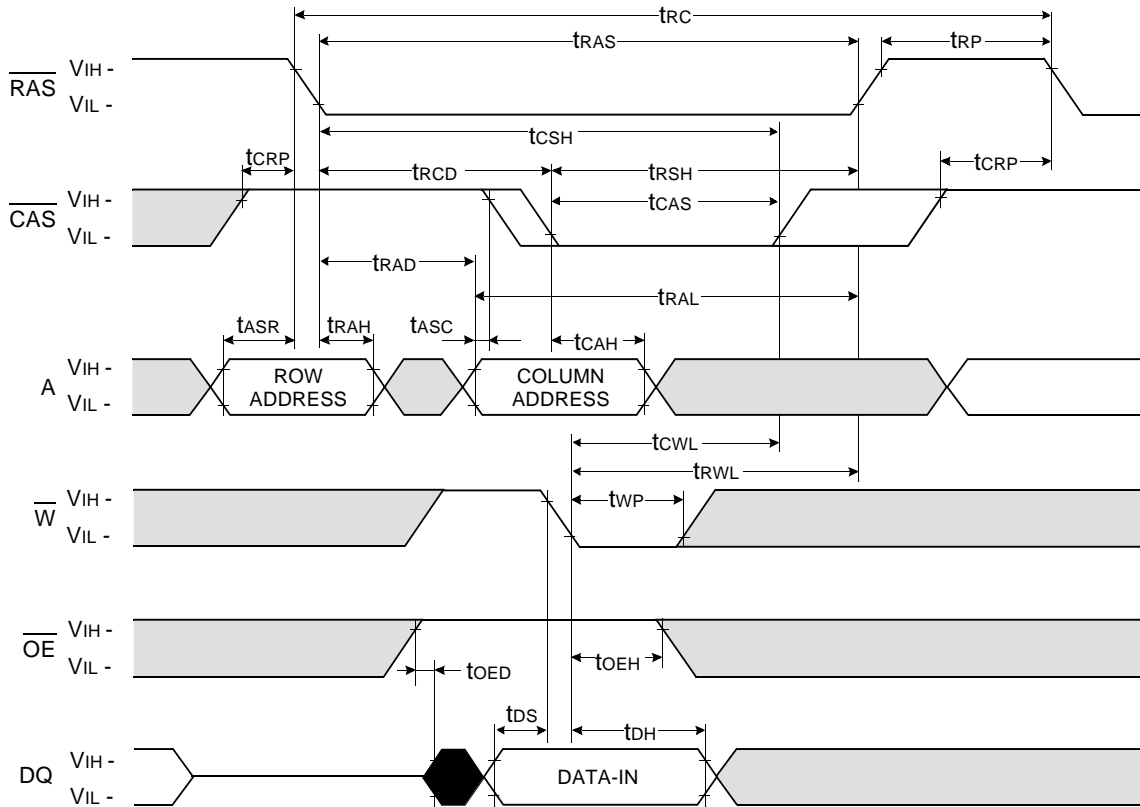 tRC
tRAS
tRP
RAS
VIH -
VIL -
tCSH
tCRP
tRCD
tRSH
tCRP
CAS
VIH -
VIL -
tCAS
tRAD
tRAL
tASR
tRAH
tASC
tCAH
A
VIH -
VIL -
ROW
ADDRESS
COLUMN
ADDRESS
tCWL
tRWL
W
VIH -
VIL -
tWP
OE
VIH -
VIL -
tOED
tOEH
tDS
tDH
DQ
VIH -
VIL -
DATA-IN